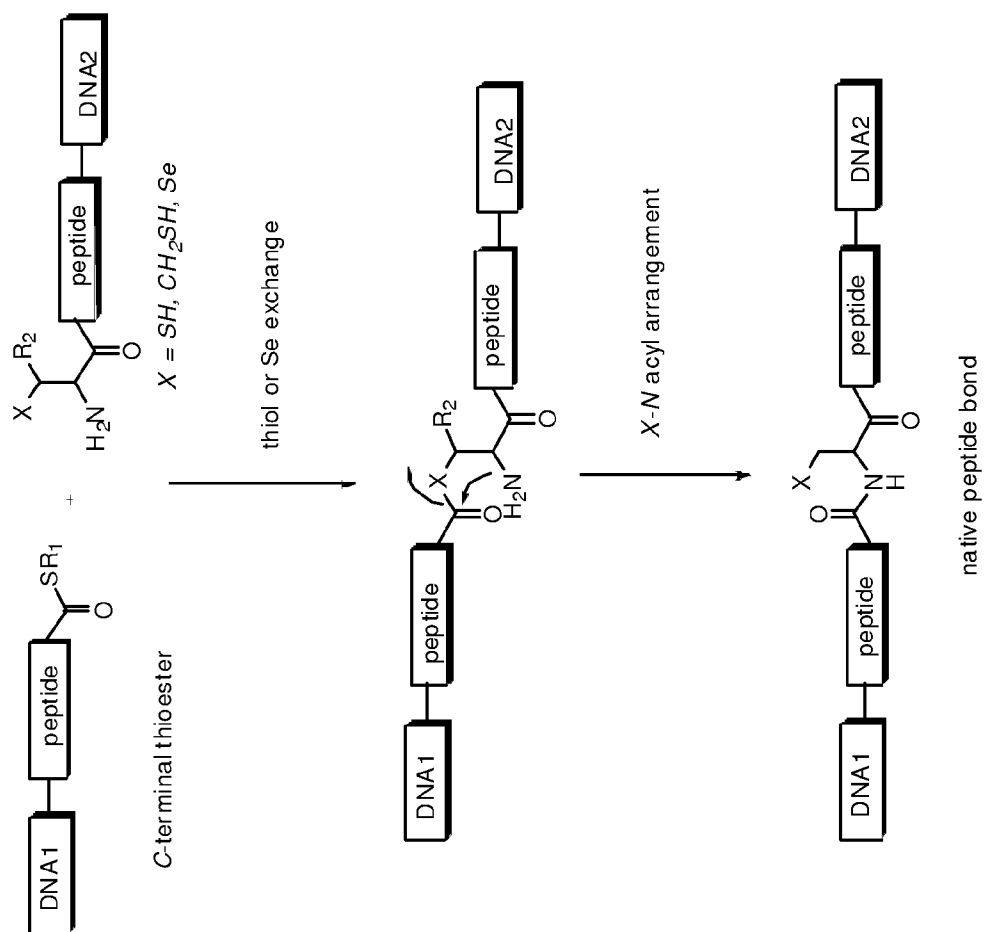 DNA1
peptide
SR1
O
C-terminal thioester
+
X
R2
H2N
O
peptide
DNA2
X = SH, CH2SH, Se
thiol or Se exchange
DNA1
peptide
O
X
R2
H2N
O
peptide
DNA2
X-N acyl arrangement
DNA1
peptide
O
X
N
H
O
peptide
DNA2
native peptide bond